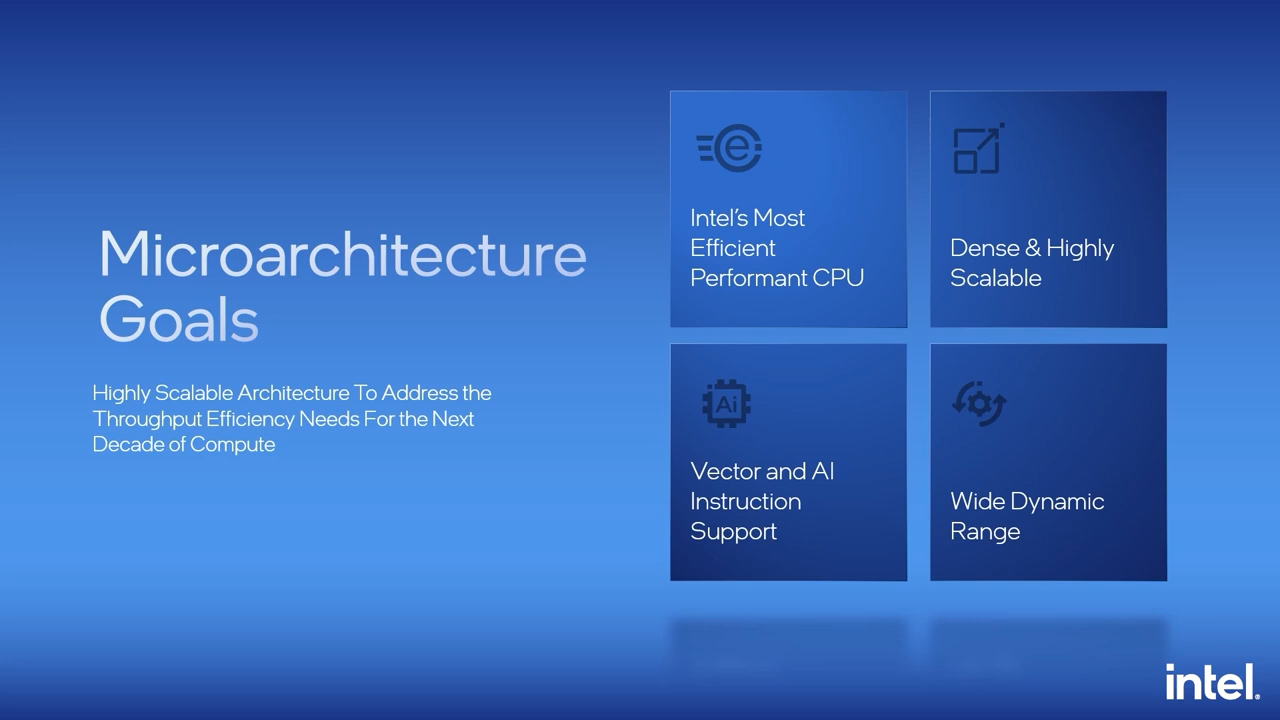 Microarchitecture
Goals
Highly Scalable Architecture To Address the
Throughput Efficiency Needs For the Next
Decade of Compute
e
Intel's Most
Efficient
Performant CPU
Dense & Highly
Scalable
Ai
Vector and AI
Instruction
Support
Wide Dynamic
Range
intel.